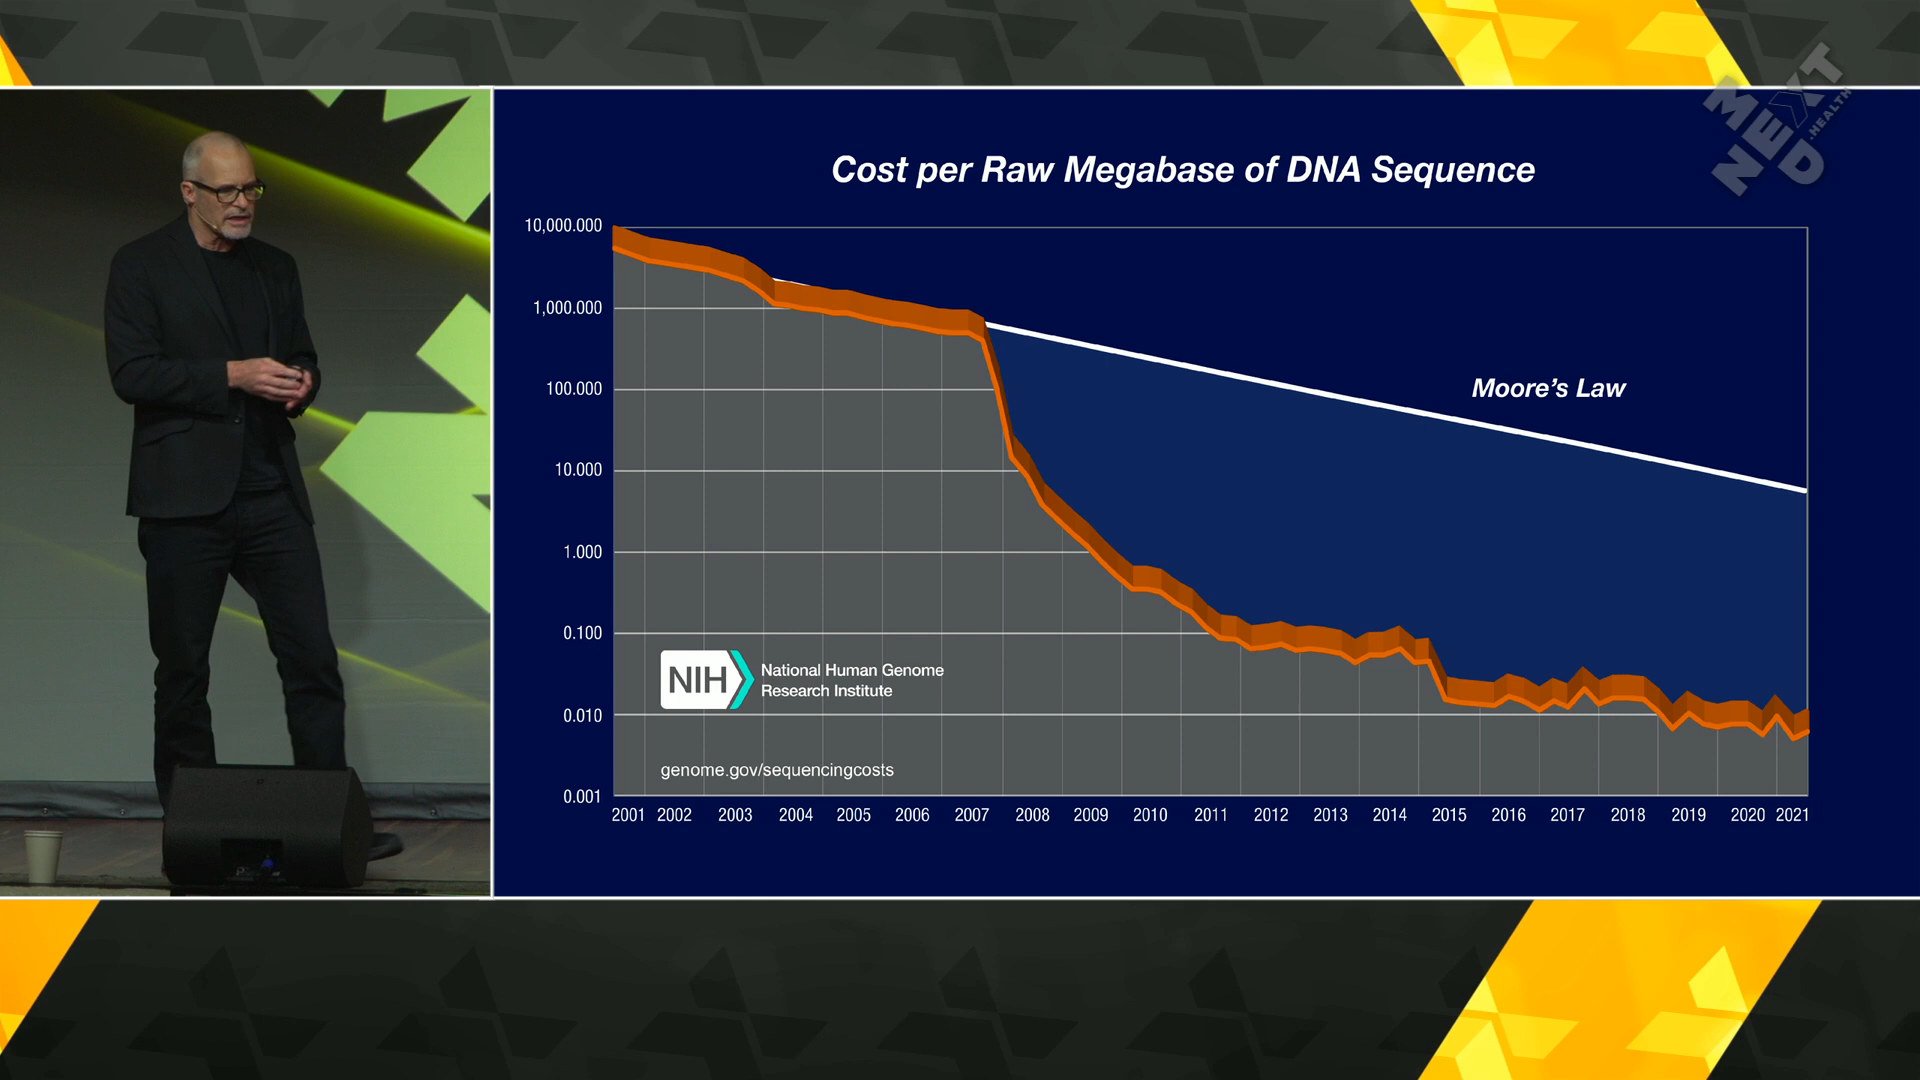 NEXT
MED
.HEALTH
Cost per Raw Megabase of DNA Sequence
10,000.000
1,000.000
100.000
10.000
1.000
0.100
0.010
0.001
Moore's Law
NIH
National Human Genome
Research Institute
genome.gov/sequencingcosts
2001 2002 2003 2004 2005 2006 2007 2008 2009 2010 2011 2012 2013 2014 2015 2016 2017 2018 2019 2020 2021